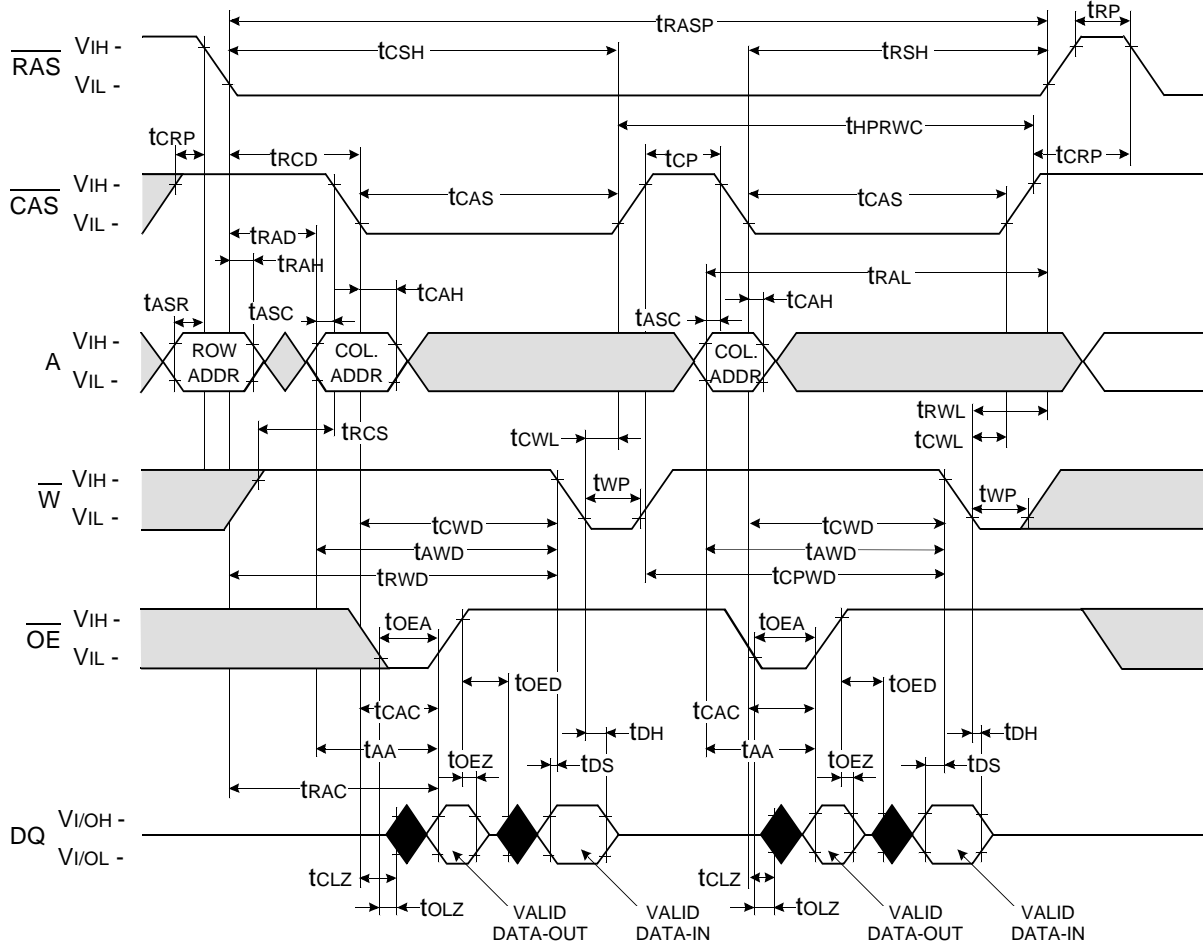 tRASP
tRP
RAS
VIH -
VIL -
tCSH
tRSH
tHPRWC
tCRP
tRCD
tCP
tCRP
CAS
VIH -
VIL -
tCAS
tCAS
tRAD
tRAH
tRAL
tASR
tASC
tCAH
tASC
tCAH
A
VIH -
VIL -
ROW
ADDR
COL.
ADDR
COL.
ADDR
tRWL
tRCS
tCWL
tCWL
W
VIH -
VIL -
tWP
tWP
tCWD
tCWD
tAWD
tAWD
tRWD
tCPWD
OE
VIH -
VIL -
tOEA
tOEA
tOED
tOED
tCAC
tCAC
tDH
tDH
tAA
tOEZ
tDS
tAA
tOEZ
tDS
tRAC
DQ
VI/OH -
VI/OL -
tCLZ
tCLZ
tOLZ
tOLZ
VALID
DATA-OUT
VALID
DATA-IN
VALID
DATA-OUT
VALID
DATA-IN